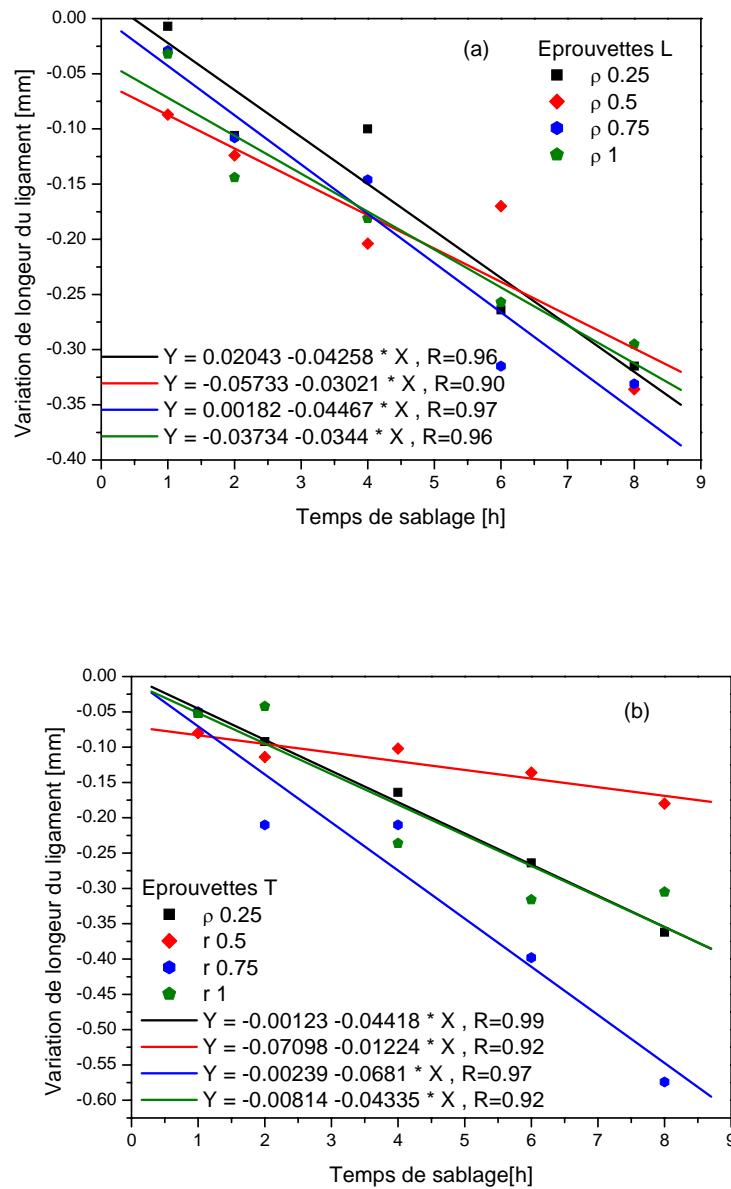 0.00
(a)
Eprouvettes L
ρ 0.25
-0.05
ρ 0.5
ρ 0.75
-0.10
ρ 1
-0.15
-0.20
-0.25
-0.30
Y = 0.02043 -0.04258 * X , R=0.96
Y = -0.05733 -0.03021 * X , R=0.90
-0.35
Y = 0.00182 -0.04467 * X , R=0.97
Y = -0.03734 -0.0344 * X , R=0.96
-0.40
Variation de longeur du ligament [mm]
0 1 2 3 4 5 6 7 8 9
Temps de sablage [h]
0.00
(b)
-0.05
-0.10
-0.15
-0.20
-0.25
Eprouvettes T
-0.30
ρ 0.25
-0.35
r 0.5
-0.40
r 0.75
r 1
-0.45
-0.50
Y = -0.00123 -0.04418 * X , R=0.99
Y = -0.07098 -0.01224 * X , R=0.92
-0.55
Y = -0.00239 -0.0681 * X , R=0.97
Y = -0.00814 -0.04335 * X , R=0.92
-0.60
Variation de longeur du ligament [mm]
0 1 2 3 4 5 6 7 8 9
Temps de sablage[h]